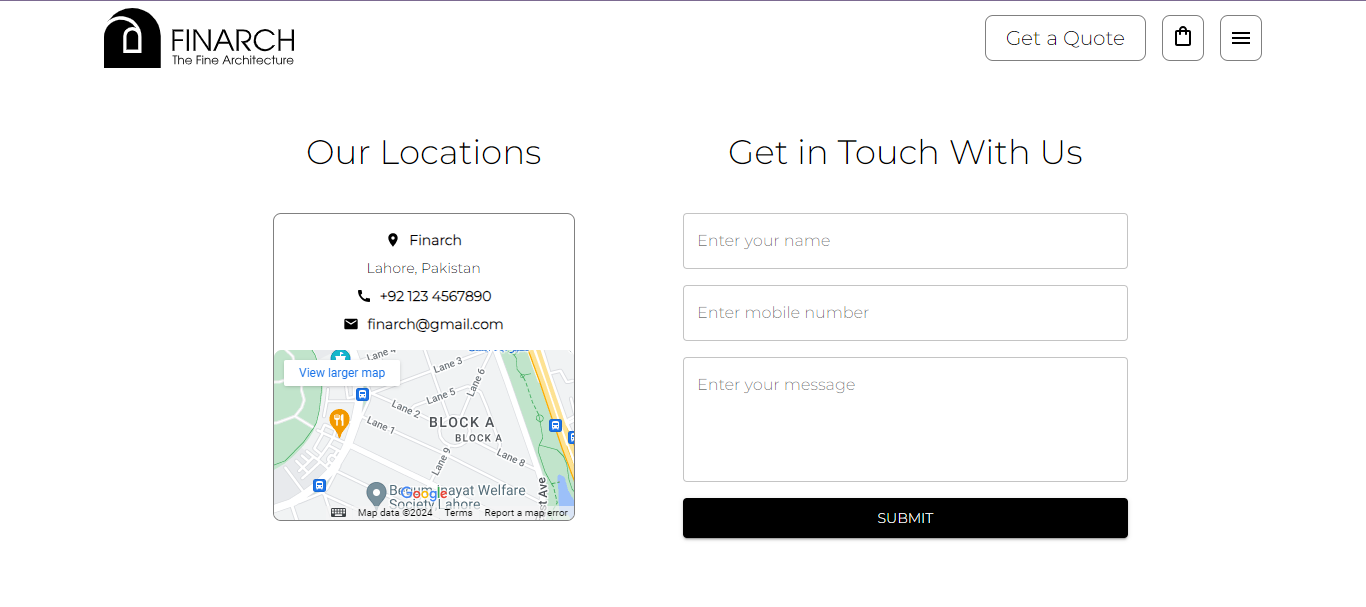 FINARCH
The Fine Architecture
Get a Quote
Our Locations
Get in Touch With Us
Finarch
Lahore, Pakistan
+92 123 4567890
finarch@gmail.com
View larger map
Lane 4
Lane 3
Lane 6
Lane 5
Lane 2
Lane 1
BLOCK A
BLOCK A
Lane 9
Lane 8
Begum Inayat Welfare
Society Lahore
Google
Map data ©2024
Terms
Report a map error
Enter your name
Enter mobile number
Enter your message
SUBMIT